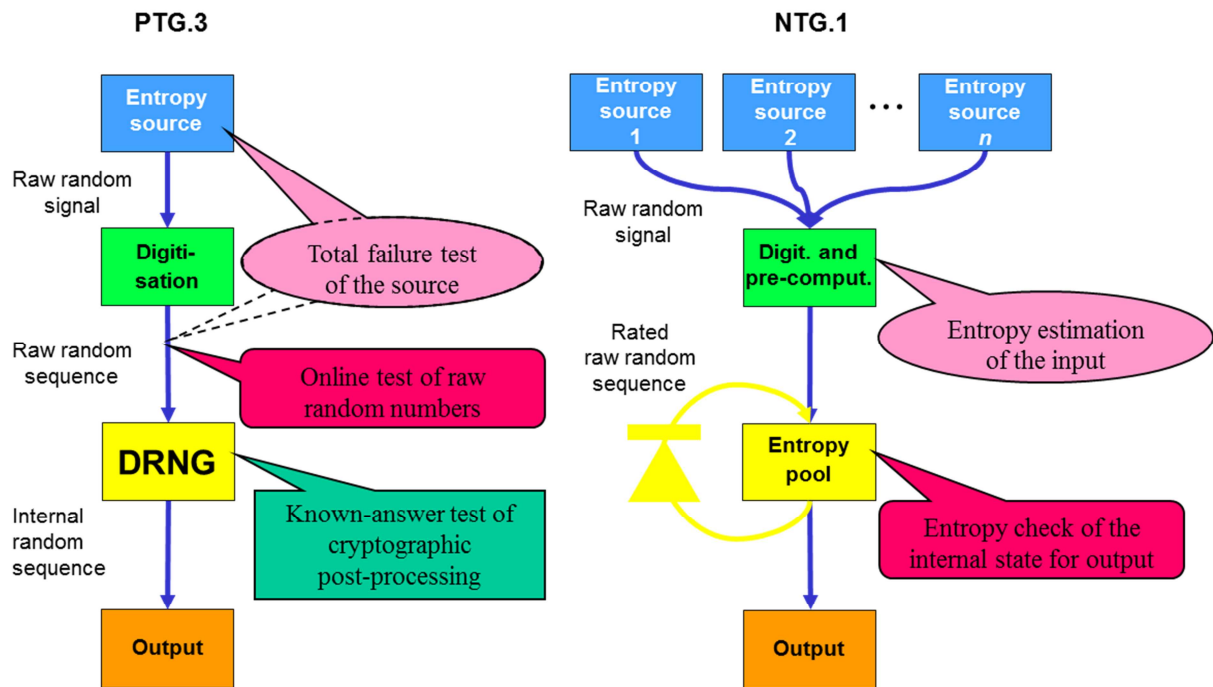 PTG.3
Entropy
source
Raw random
signal
Digiti-
sation
Total failure test
of the source
Raw random
sequence
Online test of raw
random numbers
DRNG
Internal
random
sequence
Known-answer test of
cryptographic
post-processing
Output
NTG.1
Entropy
source
1
Entropy
source
2
...
Entropy
source
n
Raw random
signal
Digit. and
pre-comput.
Entropy estimation
of the input
Rated
raw random
sequence
Entropy
pool
Entropy check of the
internal state for output
Output